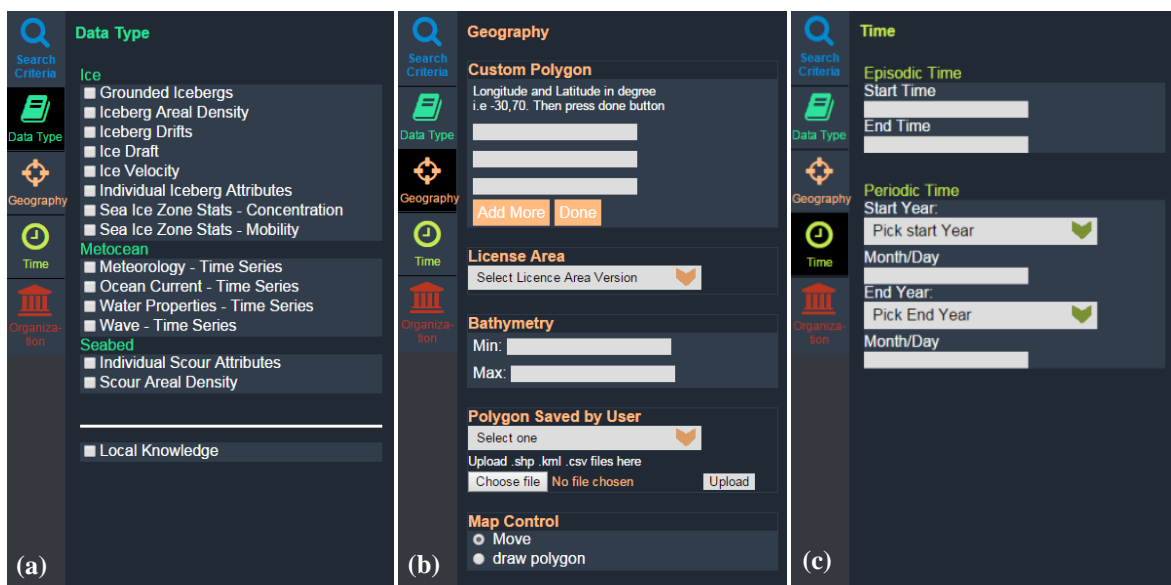 Search
Criteria
Data Type
Geography
Time
Organiza-
tion
Data Type
Ice
Grounded Icebergs
Iceberg Areal Density
Iceberg Drifts
Ice Draft
Ice Velocity
Individual Iceberg Attributes
Sea Ice Zone Stats - Concentration
Sea Ice Zone Stats - Mobility
Metocean
Meteorology - Time Series
Ocean Current - Time Series
Water Properties - Time Series
Wave - Time Series
Seabed
Individual Scour Attributes
Scour Areal Density
Local Knowledge
(a)
Search
Criteria
Data Type
Geography
Time
Organiza-
tion
Geography
Custom Polygon
Longitude and Latitude in degree
i.e -30,70. Then press done button
Add More Done
License Area
Select Licence Area Version
Bathymetry
Min:
Max:
Polygon Saved by User
Select one
Upload .shp .kml .csv files here
Choose file No file chosen Upload
Map Control
Move
draw polygon
(b)
Search
Criteria
Data Type
Geography
Time
Organiza-
tion
Time
Episodic Time
Start Time
End Time
Periodic Time
Start Year:
Pick start Year
Month/Day
End Year:
Pick End Year
Month/Day
(c)